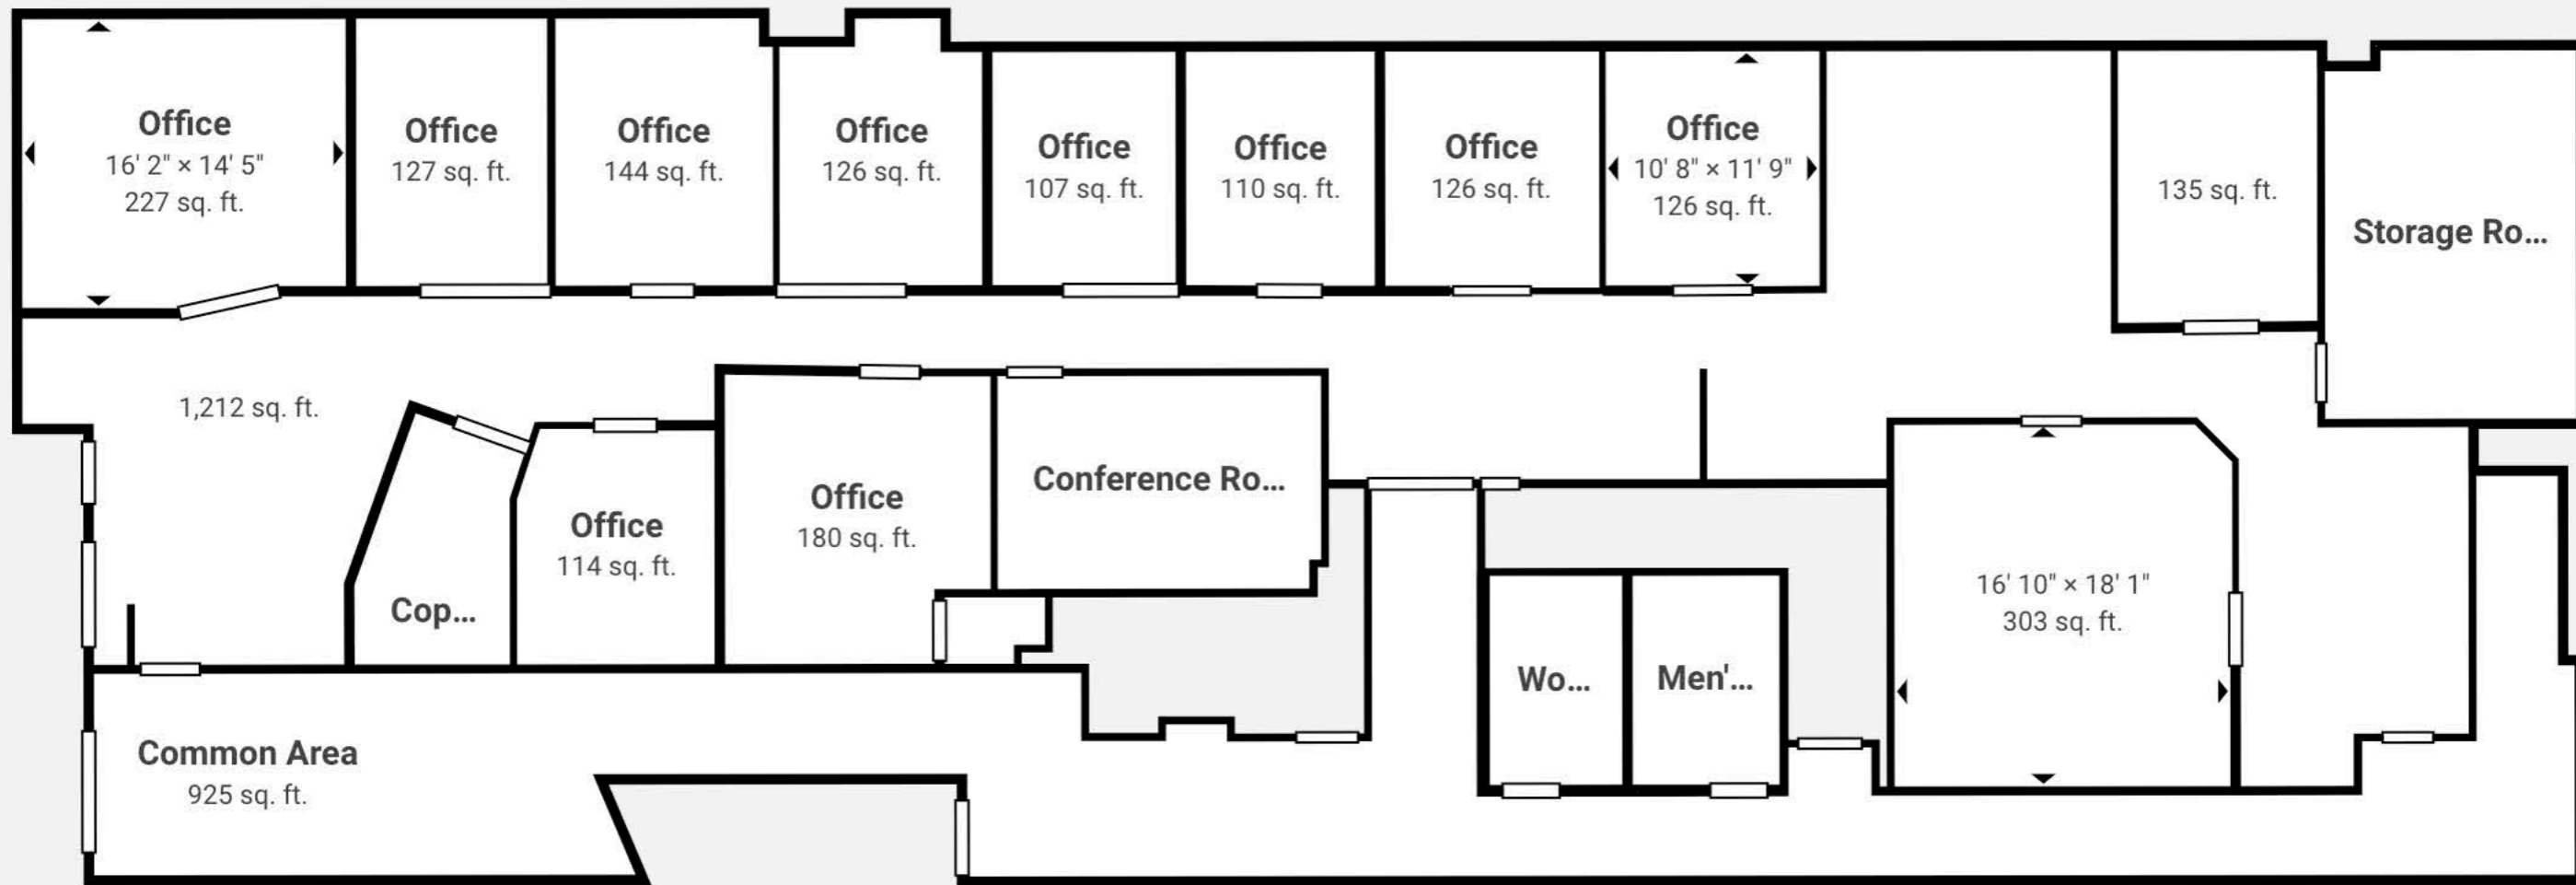 Office
16' 2" × 14' 5"
227 sq. ft.
Office
127 sq. ft.
Office
144 sq. ft.
Office
126 sq. ft.
Office
107 sq. ft.
Office
110 sq. ft.
Office
126 sq. ft.
Office
10' 8" × 11' 9"
126 sq. ft.
135 sq. ft.
Storage Ro...
1,212 sq. ft.
Cop...
Office
114 sq. ft.
Office
180 sq. ft.
Conference Ro...
Wo...
Men'...
16' 10" × 18' 1"
303 sq. ft.
Common Area
925 sq. ft.